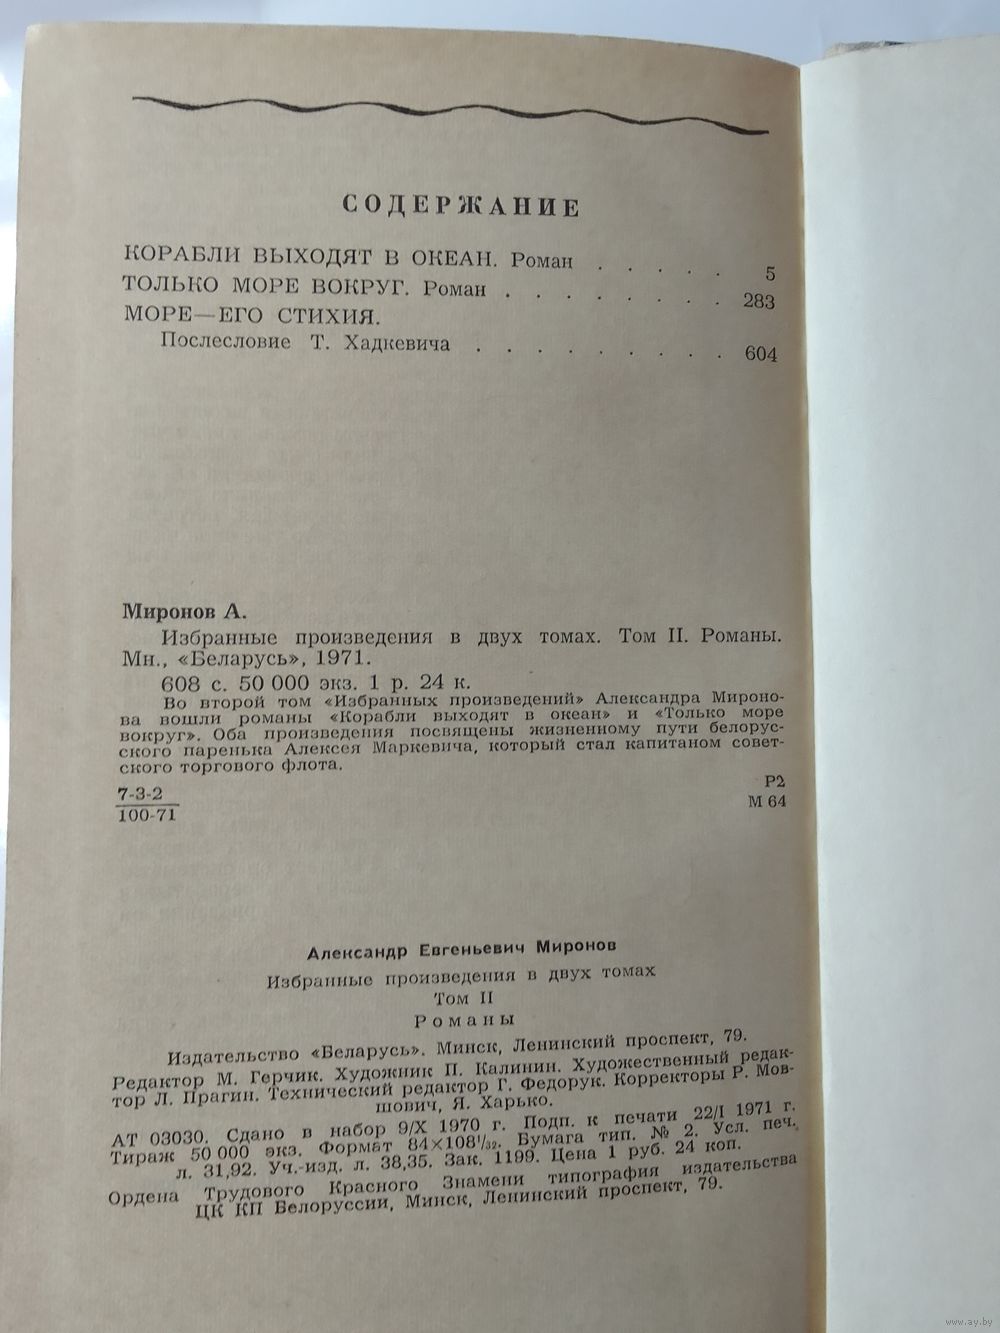 СОДЕРЖАНИЕ
КОРАБЛИ ВЫХОДЯТ В ОКЕАН. Роман . . . . . 5
ТОЛЬКО МОРЕ ВОКРУГ. Роман . . . . . . . . 283
МОРЕ—ЕГО СТИХИЯ.
Послесловие Т. Хадкевича . . . . . . . . . 604
Миронов А.
Избранные произведения в двух томах. Том II. Романы.
Мн., «Беларусь», 1971.
608 с. 50 000 экз. 1 р. 24 к.
Во второй том «Избранных произведений» Александра Мироно-
ва вошли романы «Корабли выходят в океан» и «Только море
вокруг». Оба произведения посвящены жизненному пути белорус-
ского паренька Алексея Маркевича, который стал капитаном совет-
ского торгового флота.
7-3-2
100-71
Р2
М 64
Александр Евгеньевич Миронов
Избранные произведения в двух томах
Том II
Романы
Издательство «Беларусь». Минск, Ленинский проспект, 79.
Редактор М. Герчик. Художник П. Калинин. Художественный редак-
тор Л. Прагин. Технический редактор Г. Федорук. Корректоры Р. Мов-
шович, Я. Харько.
АТ 03030. Сдано в набор 9/X 1970 г. Подп. к печати 22/I 1971 г.
Тираж 50 000 экз. Формат 84×108¹/₃₂. Бумага тип. № 2. Усл. печ.
л. 31,92. Уч.-изд. л. 38,35. Зак. 1199. Цена 1 руб. 24 коп.
Ордена Трудового Красного Знамени типография издательства
ЦК КП Белоруссии, Минск, Ленинский проспект, 79.
www.ay.by